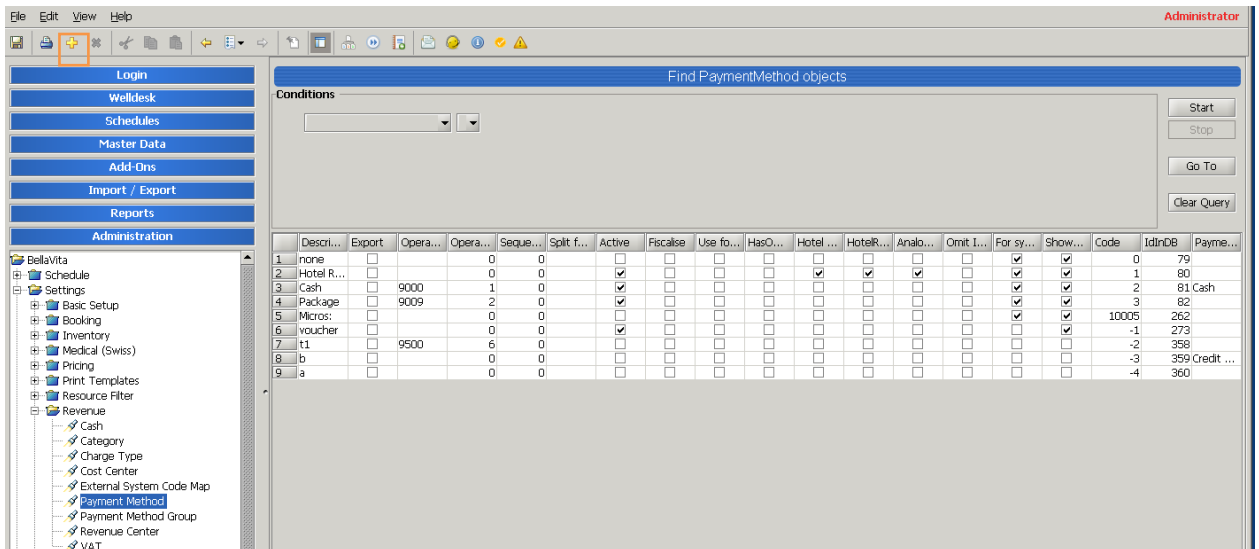 File Edit View Help
Administrator
Login
Welldesk
Schedules
Master Data
Add-Ons
Import / Export
Reports
Administration
BellaVita
Schedule
Settings
Basic Setup
Booking
Inventory
Medical (Swiss)
Pricing
Print Templates
Resource Filter
Revenue
Cash
Category
Charge Type
Cost Center
External System Code Map
Payment Method
Payment Method Group
Revenue Center
VAT
Find PaymentMethod objects
Conditions
Start
Stop
Go To
Clear Query
Descri... Export Opera... Opera... Seque... Split f... Active Fiscalise Use fo... HasO... Hotel ... HotelR... Analo... Omit I... For sy... Show... Code IdInDB Payme...
1 none 0 0 0 79
2 Hotel R... 0 0 1 80
3 Cash 9000 1 0 2 81 Cash
4 Package 9009 2 0 3 82
5 Micros: 0 0 10005 262
6 voucher 0 0 -1 273
7 t1 9500 6 0 -2 358
8 b 0 0 -3 359 Credit ...
9 a 0 0 -4 360